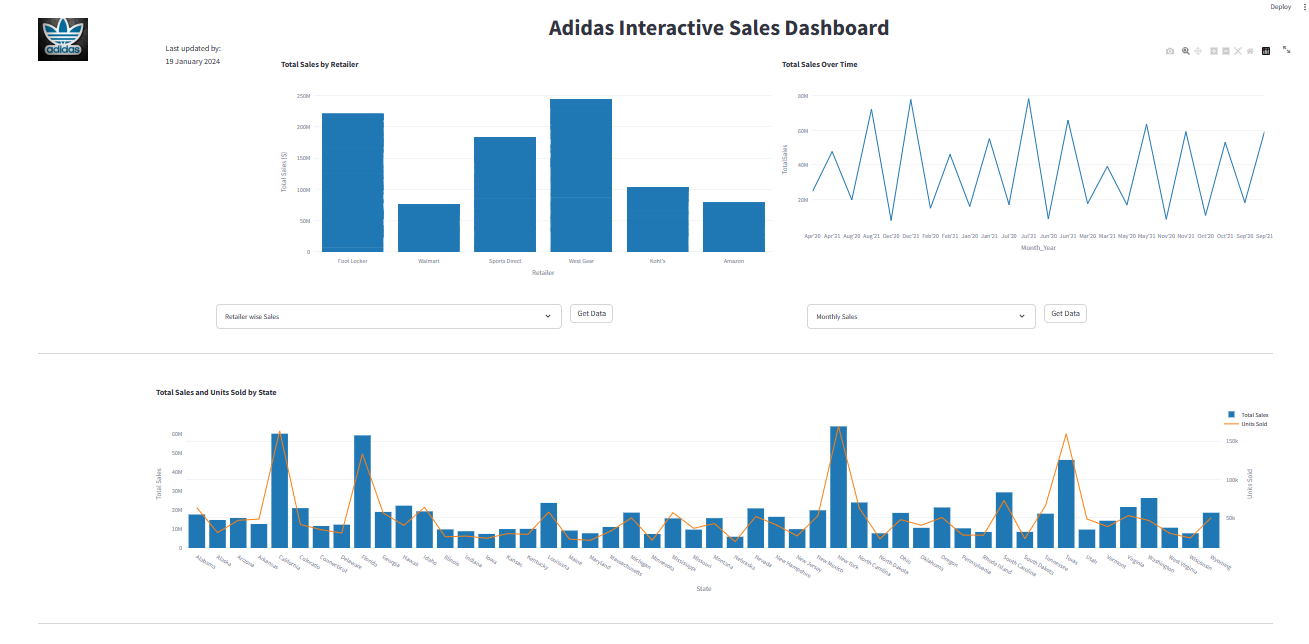 Deploy
adidas
Adidas Interactive Sales Dashboard
Last updated by:
19 January 2024
Total Sales by Retailer
250M
200M
150M
100M
50M
0
Total Sales ($)
Foot Locker Walmart Sports Direct West Gear Kohl's Amazon
Retailer
Total Sales Over Time
80M
60M
40M
20M
TotalSales
Apr'20 Apr'21 Aug'20 Aug'21 Dec'20 Dec'21 Feb'20 Feb'21 Jan'20 Jan'21 Jul'20 Jul'21 Jun'20 Jun'21 Mar'20 Mar'21 May'20 May'21 Nov'20 Nov'21 Oct'20 Oct'21 Sep'20 Sep'21
Month_Year
Retailer wise Sales
Get Data
Monthly Sales
Get Data
Total Sales and Units Sold by State
Total Sales
Units Sold
60M
50M
40M
30M
20M
10M
0
Total Sales
150k
100k
50k
Units Sold
Alabama Alaska Arizona Arkansas California Colorado Connecticut Delaware Florida Georgia Hawaii Idaho Illinois Indiana Iowa Kansas Kentucky Louisiana Maine Maryland Massachusetts Michigan Minnesota Mississippi Missouri Montana Nebraska Nevada New Hampshire New Jersey New Mexico New York North Carolina North Dakota Ohio Oklahoma Oregon Pennsylvania Rhode Island South Carolina South Dakota Tennessee Texas Utah Vermont Virginia Washington West Virginia Wisconsin Wyoming
State